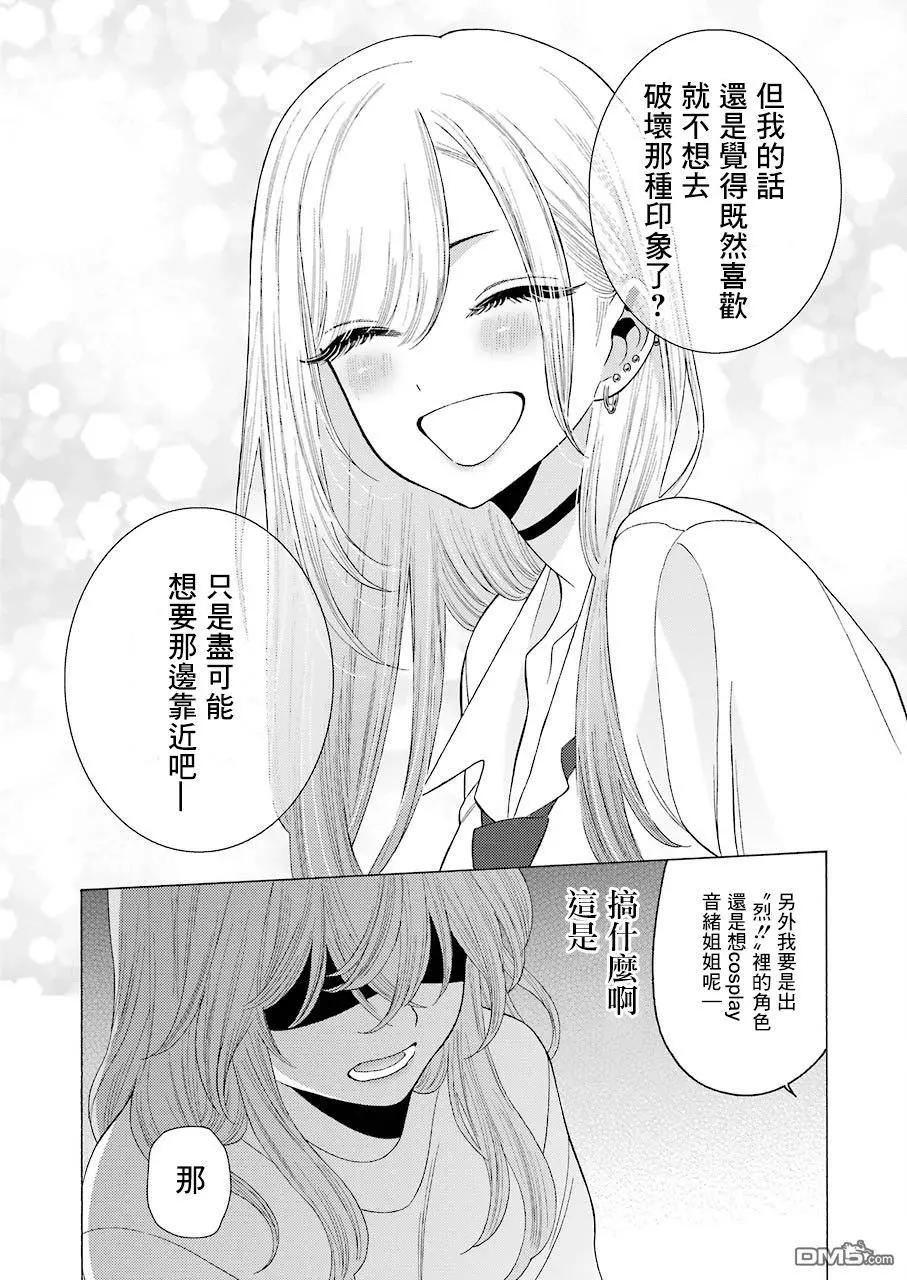 但我的話
還是覺得既然喜歡
就不想去
破壞那種印象了?
只是盡可能
想要那邊靠近吧—
另外我要是出
〝烈!!〟裡的角色
還是想cosplay
音緒姐姐呢—
搞什麼啊
這是
那
DM5.com